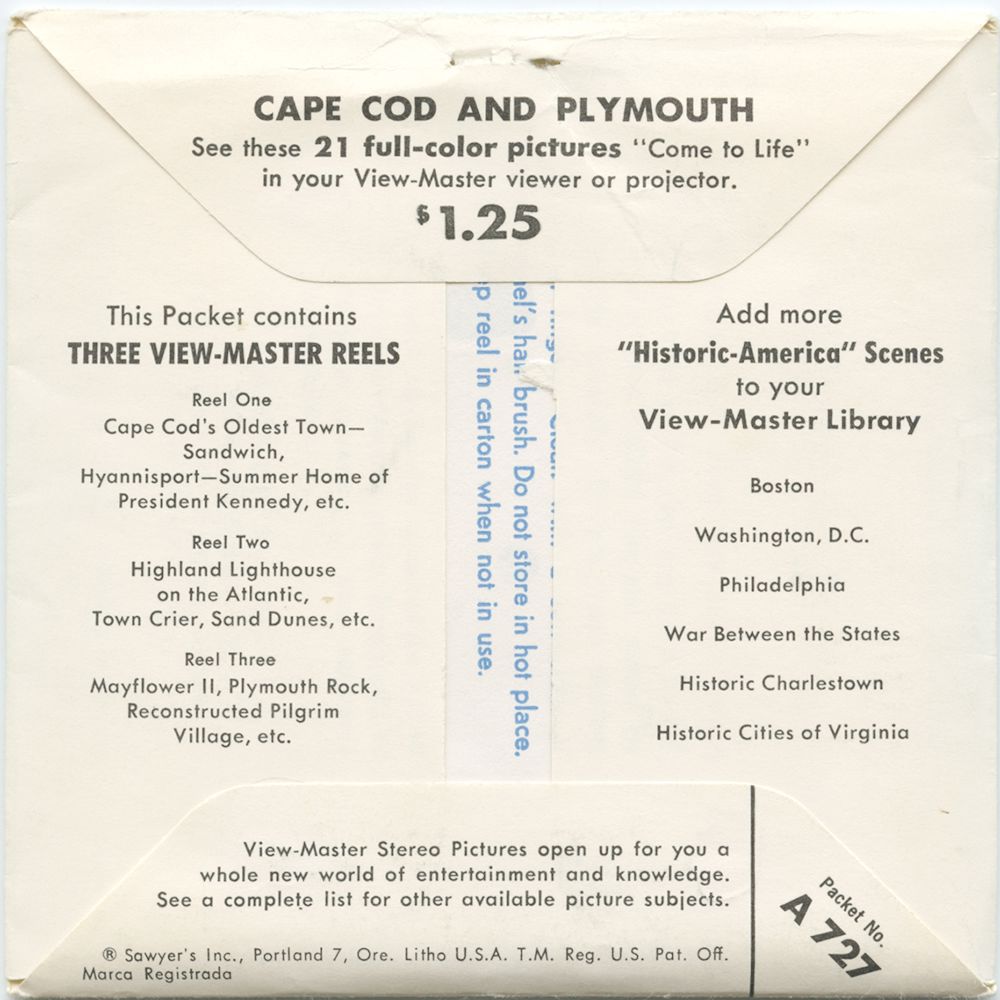 CAPE COD AND PLYMOUTH
See these 21 full-color pictures "Come to Life"
in your View-Master viewer or projector.
$1.25
This Packet contains
THREE VIEW-MASTER REELS
Reel One
Cape Cod's Oldest Town—
Sandwich,
Hyannisport—Summer Home of
President Kennedy, etc.
Reel Two
Highland Lighthouse
on the Atlantic,
Town Crier, Sand Dunes, etc.
Reel Three
Mayflower II, Plymouth Rock,
Reconstructed Pilgrim
Village, etc.
brush. Do not store in hot place.
reel in carton when not in use.
Add more
"Historic-America" Scenes
to your
View-Master Library
Boston
Washington, D.C.
Philadelphia
War Between the States
Historic Charlestown
Historic Cities of Virginia
View-Master Stereo Pictures open up for you a
whole new world of entertainment and knowledge.
See a complete list for other available picture subjects.
® Sawyer's Inc., Portland 7, Ore. Litho U.S.A. T.M. Reg. U.S. Pat. Off.
Marca Registrada
Packet No.
A 727